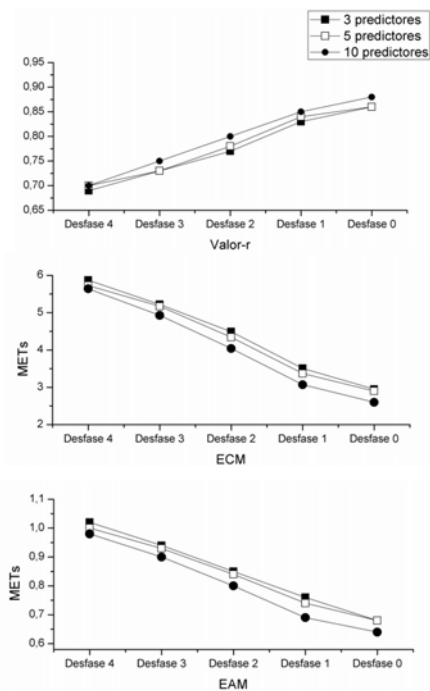 3 predictores
5 predictores
10 predictores
0,95
0,90
0,85
0,80
0,75
0,70
0,65
Desfase 4 Desfase 3 Desfase 2 Desfase 1 Desfase 0
Valor-r
6
5
4
3
2
METs
Desfase 4 Desfase 3 Desfase 2 Desfase 1 Desfase 0
ECM
1,1
1,0
0,9
0,8
0,7
0,6
METs
Desfase 4 Desfase 3 Desfase 2 Desfase 1 Desfase 0
EAM